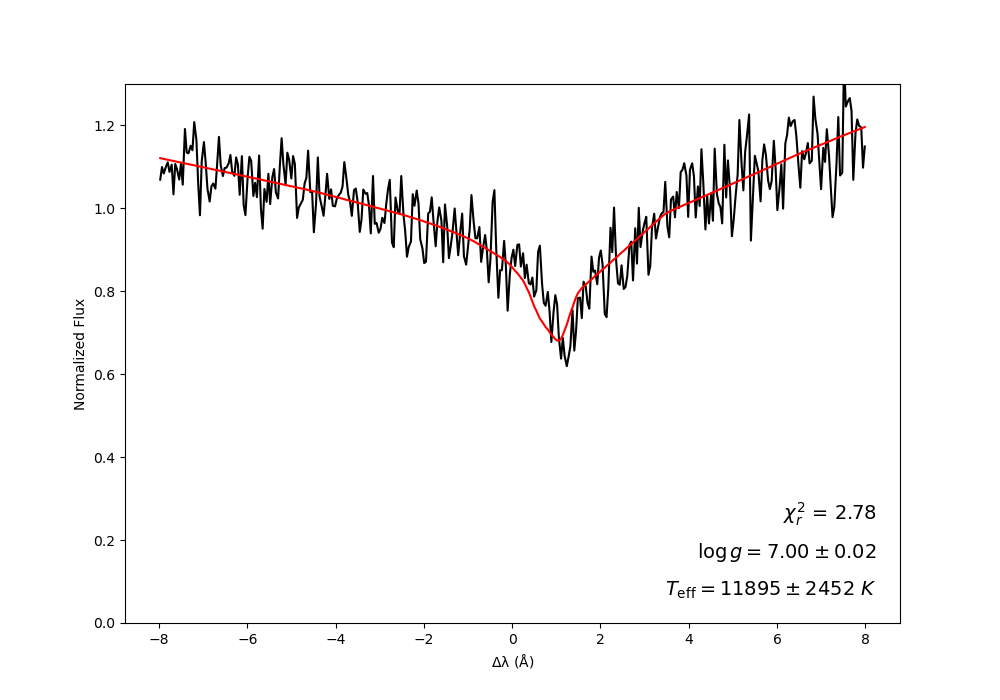 1.2
1.0
0.8
0.6
0.4
0.2
0.0
Normalized Flux
χ²ᵣ = 2.78
log g = 7.00 ± 0.02
T_eff = 11895 ± 2452 K
−8 −6 −4 −2 0 2 4 6 8
Δλ (Å)